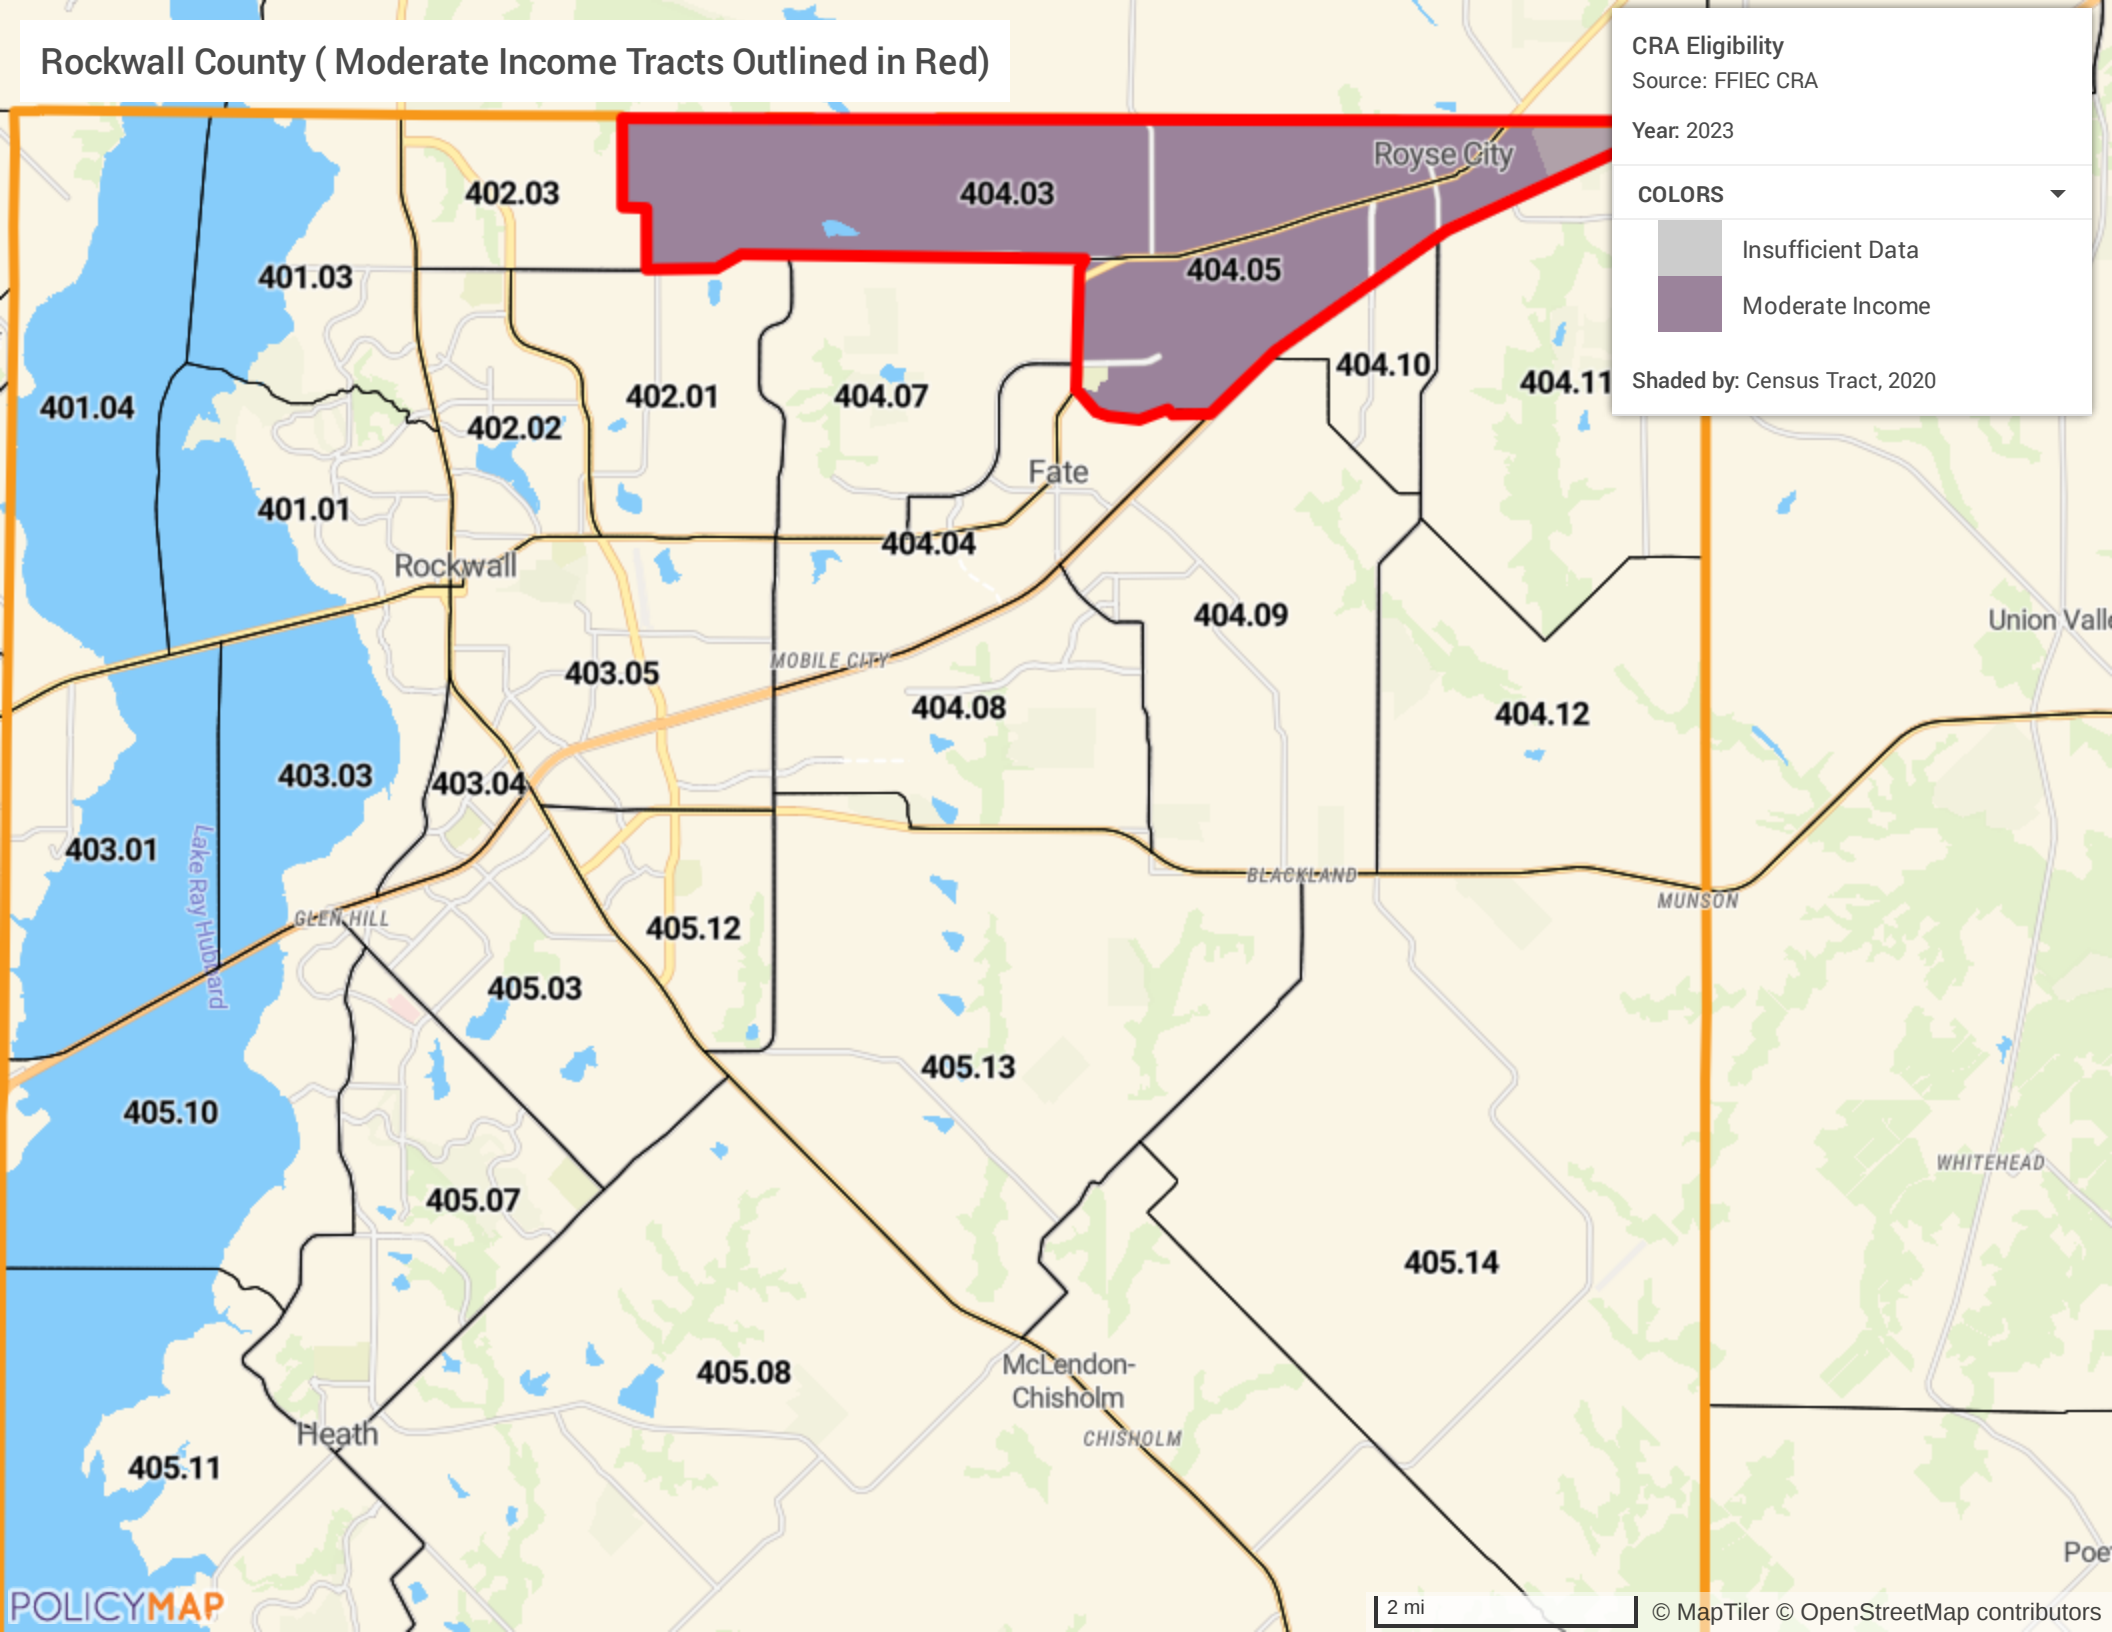 Rockwall County ( Moderate Income Tracts Outlined in Red)
CRA Eligibility
Source: FFIEC CRA
Year: 2023
COLORS
Insufficient Data
Moderate Income
Shaded by: Census Tract, 2020
Royse City
402.03
404.03
401.03
404.05
404.10
404.11
401.04
402.01
404.07
402.02
Fate
401.01
404.04
Rockwall
404.09
Union
MOBILE CITY
403.05
404.08
404.12
403.03
403.04
403.01
Lake Ray Hubbard
BLACKLAND
MUNSON
GLEN HILL
405.12
405.03
405.13
405.10
WHITEHEAD
405.07
405.14
McLendon-
Chisholm
405.08
CHISHOLM
Heath
405.11
POLICYMAP
2 mi
© MapTiler © OpenStreetMap contributors